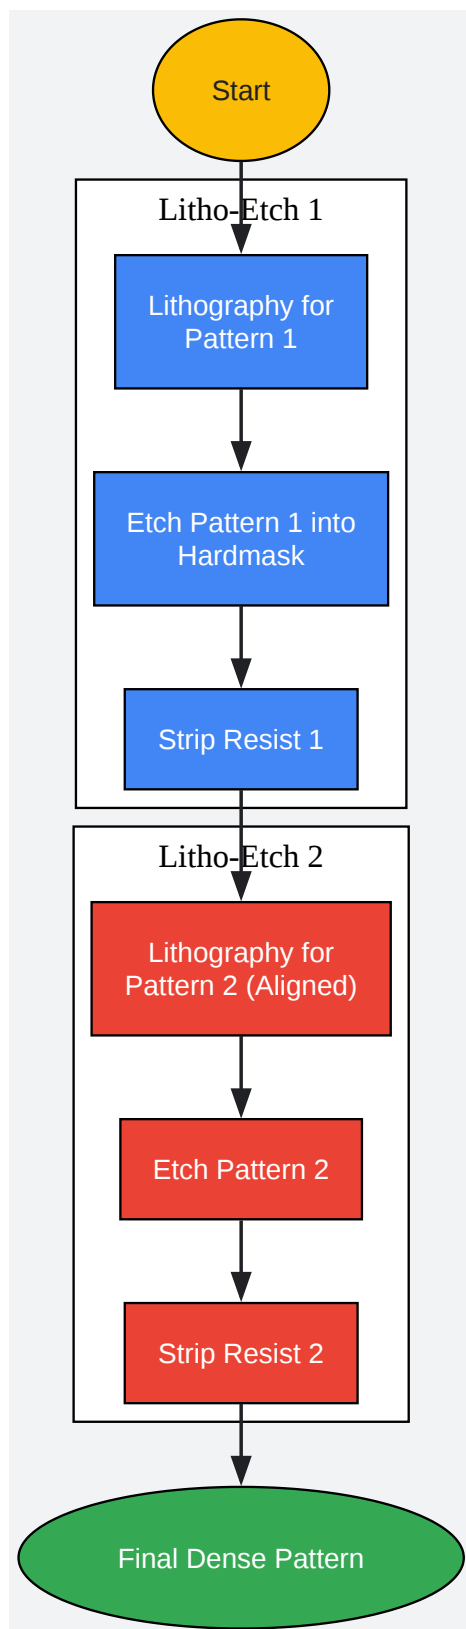 Start
Litho-Etch 1
Lithography for
Pattern 1
Etch Pattern 1 into
Hardmask
Strip Resist 1
Litho-Etch 2
Lithography for
Pattern 2 (Aligned)
Etch Pattern 2
Strip Resist 2
Final Dense Pattern